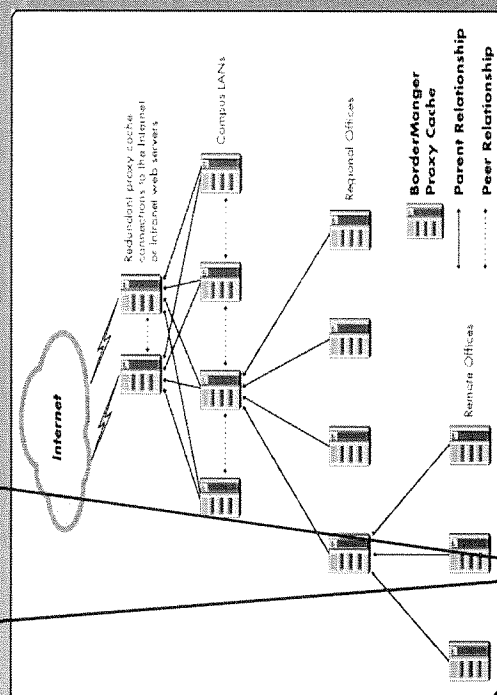 Internet
Redundant proxy cache
connections to the Internet
or Intranet web servers
Campus LANs
Regional Offices
Remote Offices
BorderManger
Proxy Cache
Parent Relationship
Peer Relationship